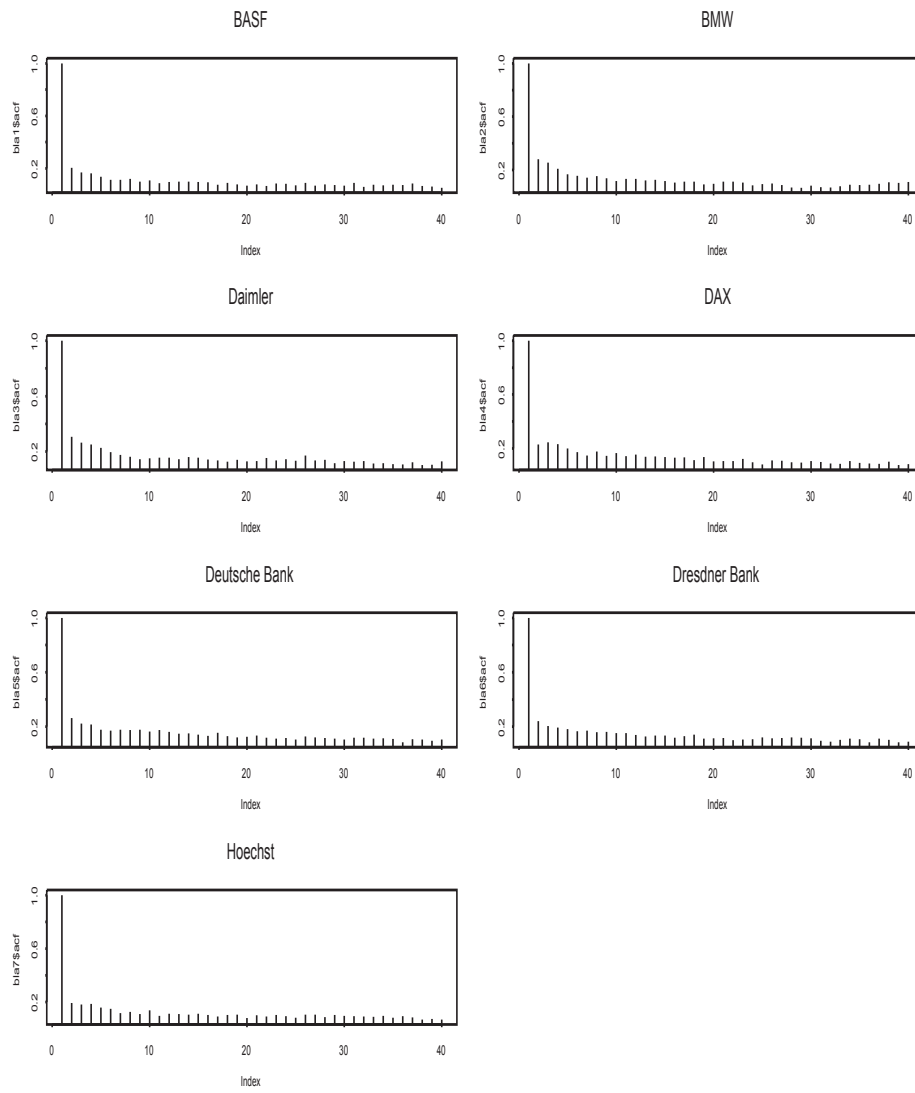 BASF
bla1$acf
1.0
0.6
0.2
0 10 20 30 40
Index
BMW
bla2$acf
1.0
0.6
0.2
0 10 20 30 40
Index
Daimler
bla3$acf
1.0
0.6
0.2
0 10 20 30 40
Index
DAX
bla4$acf
1.0
0.6
0.2
0 10 20 30 40
Index
Deutsche Bank
bla5$acf
1.0
0.6
0.2
0 10 20 30 40
Index
Dresdner Bank
bla6$acf
1.0
0.6
0.2
0 10 20 30 40
Index
Hoechst
bla7$acf
1.0
0.6
0.2
0 10 20 30 40
Index